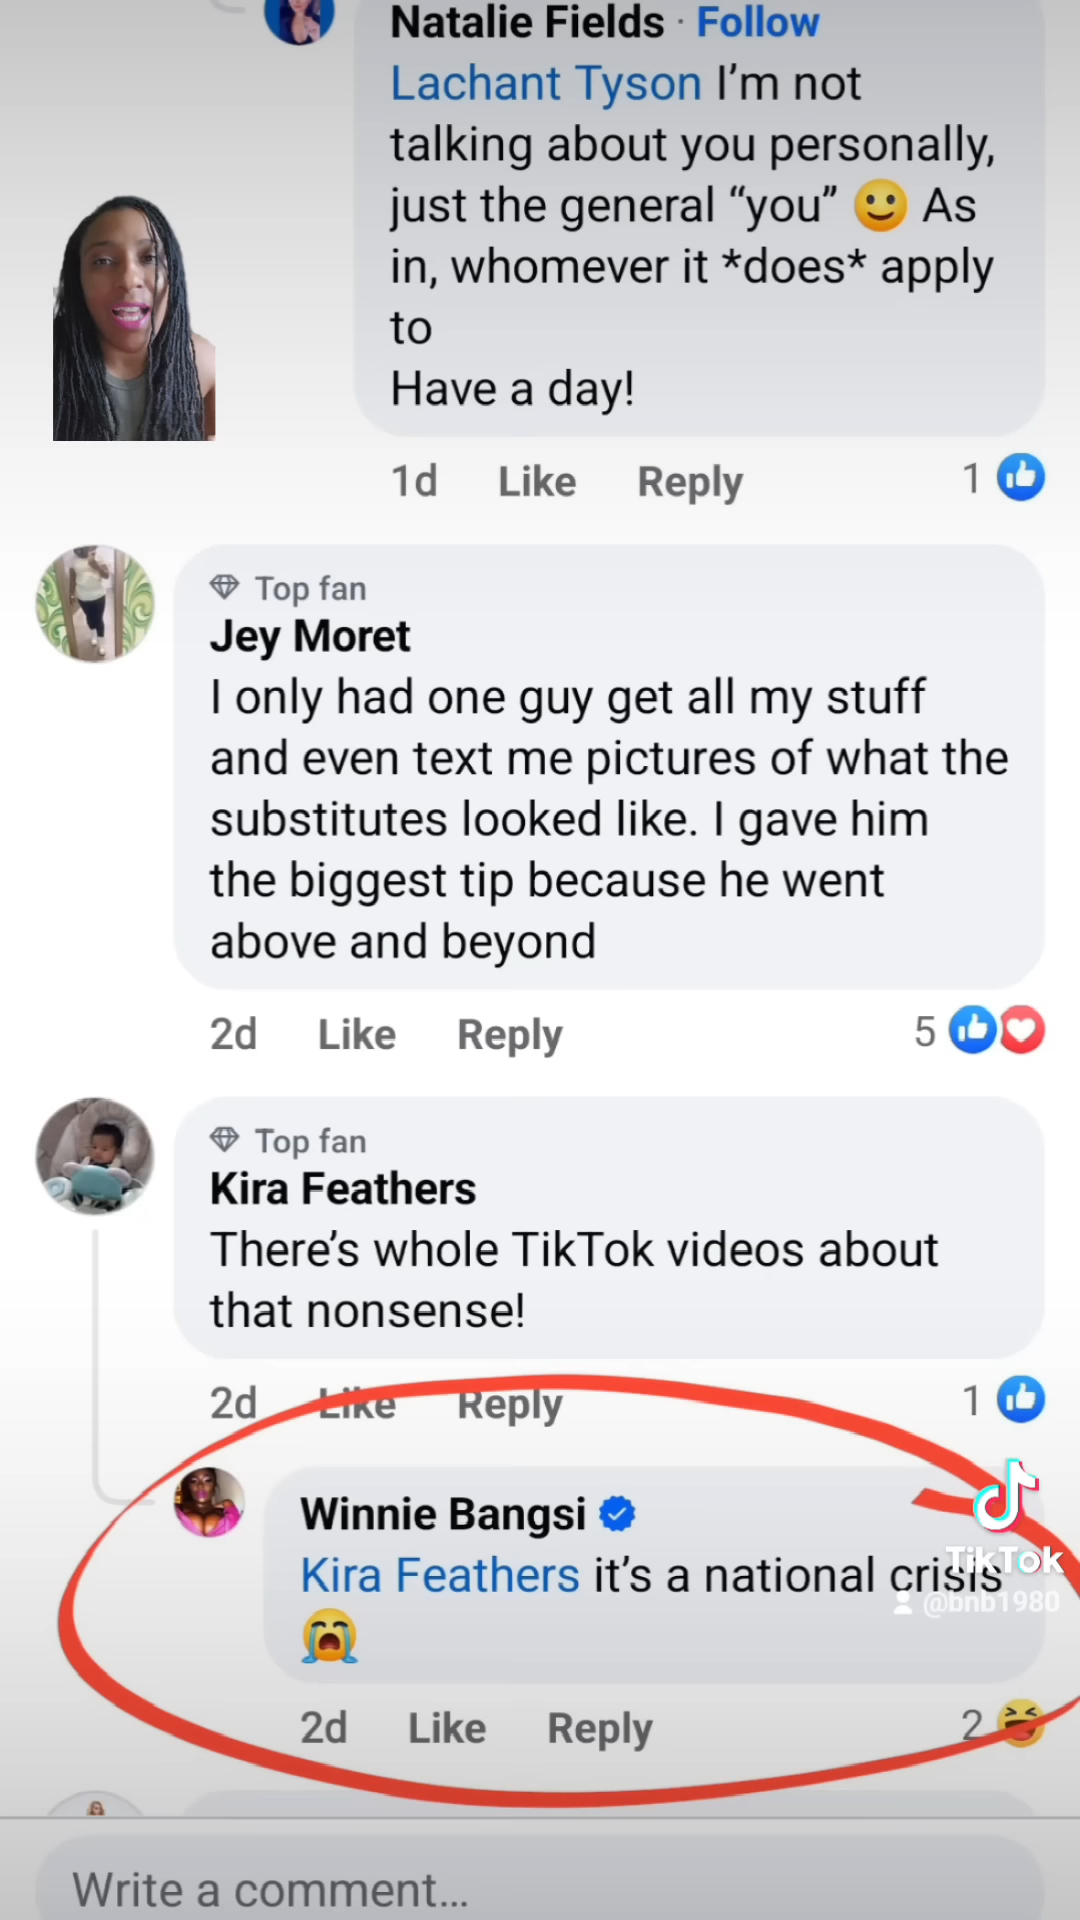 Natalie Fields · Follow
Lachant Tyson I’m not
talking about you personally,
just the general “you” 🙂 As
in, whomever it *does* apply
to
Have a day!
1d Like Reply 1
Top fan
Jey Moret
I only had one guy get all my stuff
and even text me pictures of what the
substitutes looked like. I gave him
the biggest tip because he went
above and beyond
2d Like Reply 5
Top fan
Kira Feathers
There’s whole TikTok videos about
that nonsense!
2d Like Reply 1
Winnie Bangsi
Kira Feathers it’s a national crisis
😭
2d Like Reply 2
TikTok
@bnb1980
Write a comment...